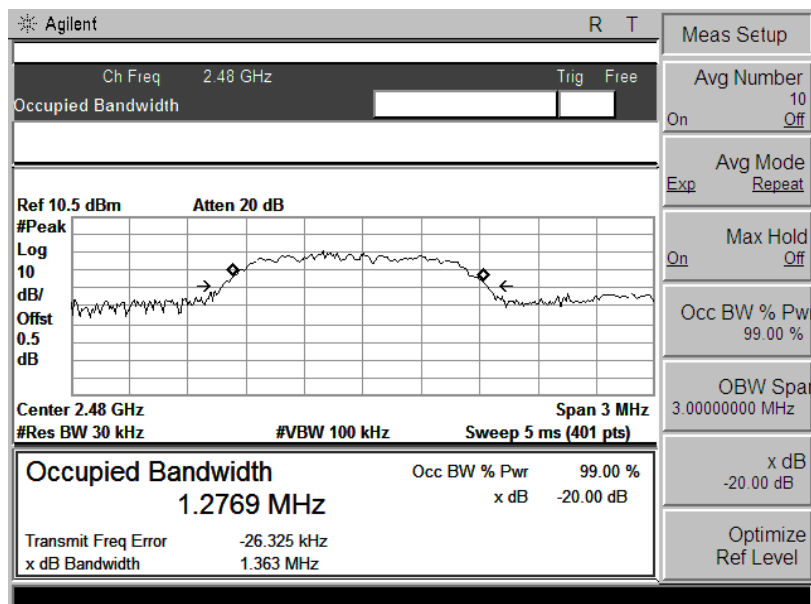 Agilent R T
Ch Freq 2.48 GHz Trig Free
Occupied Bandwidth
Ref 10.5 dBm Atten 20 dB
#Peak
Log
10
dB/
Offst
0.5
dB
Center 2.48 GHz Span 3 MHz
#Res BW 30 kHz #VBW 100 kHz Sweep 5 ms (401 pts)
Occupied Bandwidth
1.2769 MHz
Occ BW % Pwr 99.00 %
x dB -20.00 dB
Transmit Freq Error -26.325 kHz
x dB Bandwidth 1.363 MHz
Meas Setup
Avg Number
10
On Off
Avg Mode
Exp Repeat
Max Hold
On Off
Occ BW % Pwr
99.00 %
OBW Spa
3.00000000 MHz
x dB
-20.00 dB
Optimize
Ref Level